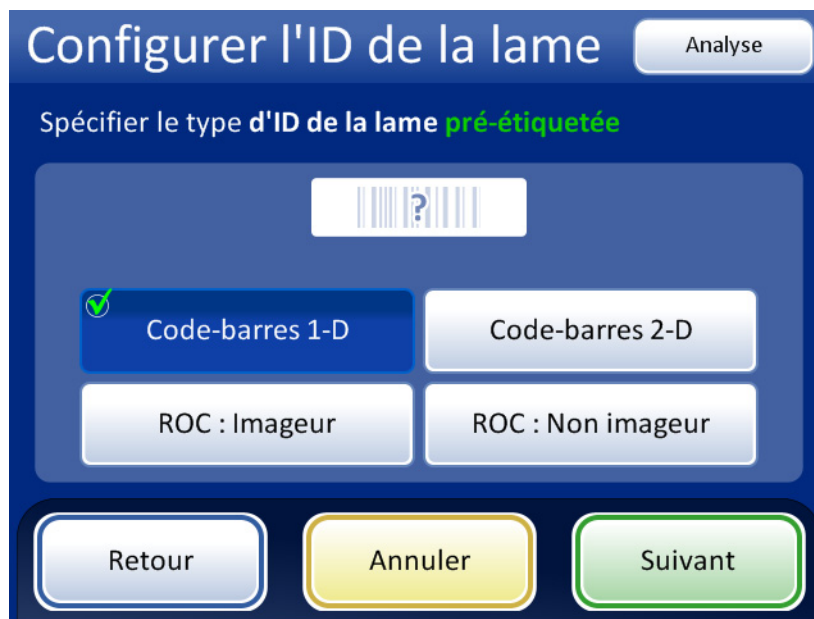 Configurer l'ID de la lame
Analyse
Spécifier le type d'ID de la lame pré-étiquetée
?
Code-barres 1-D
Code-barres 2-D
ROC : Imageur
ROC : Non imageur
Retour
Annuler
Suivant